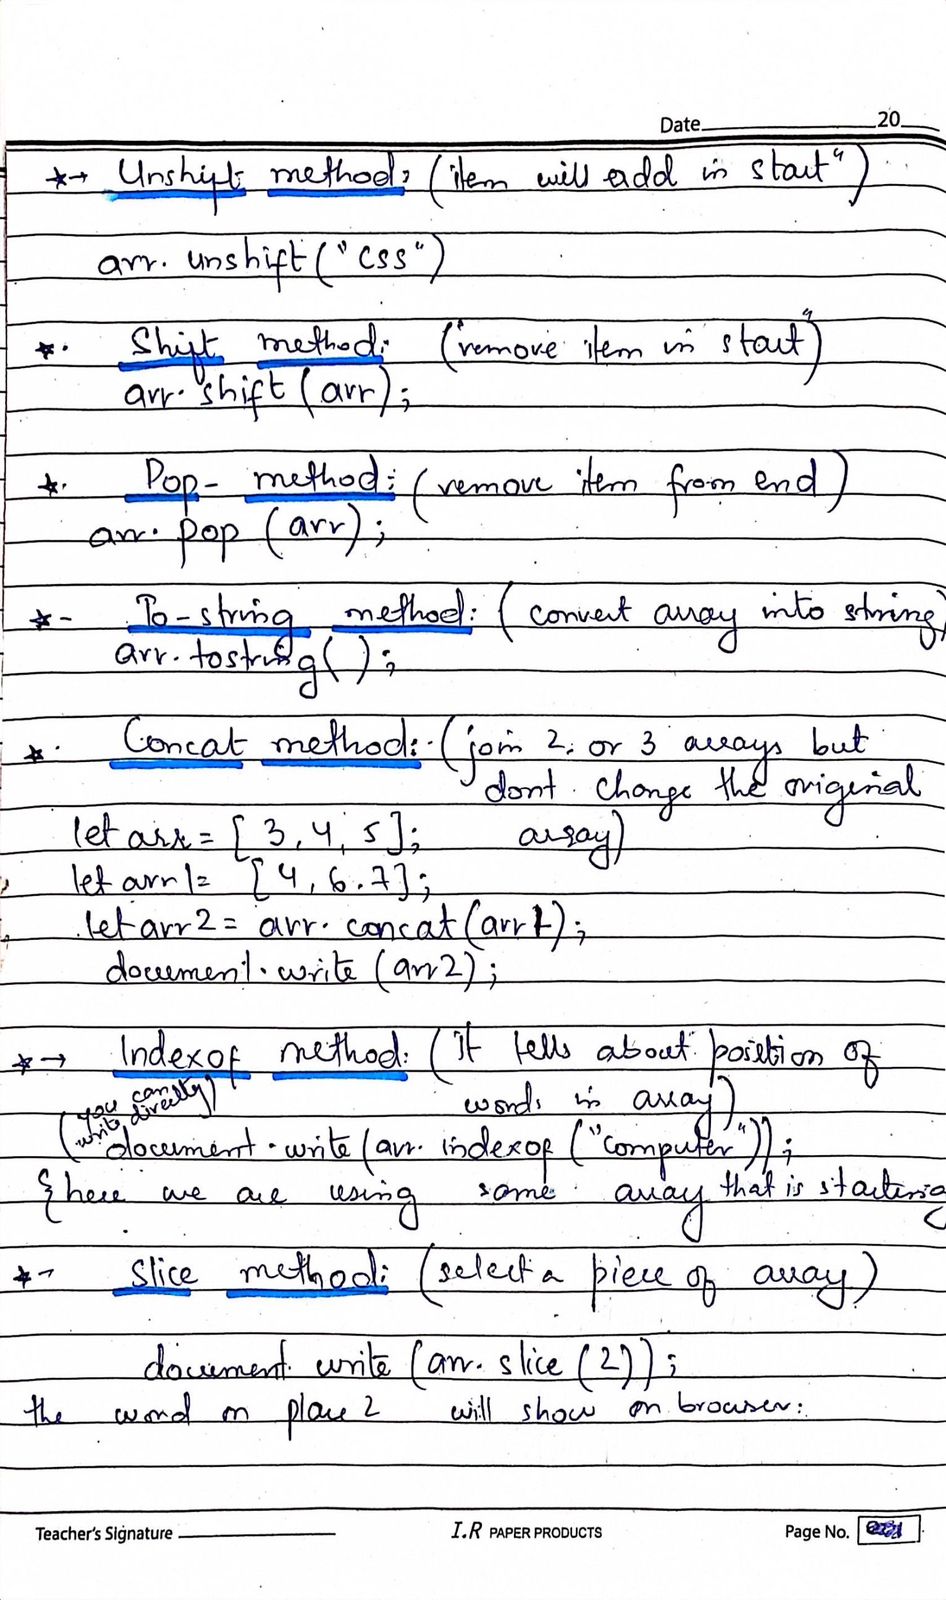 Date 20
★→ Unshift method: (item will add in start")
arr. unshift ("css")
★. Shift method: ("remove item in start")
arr. shift (arr);
★. Pop- method: (remove item from end)
arr. pop (arr);
★- To-string method: (convert array into string)
arr. tostring( );
★. Concat method: (join 2. or 3 arrays but
dont change the origenal
let arr = [3, 4, 5]; array)
let arr1= [4, 6.7];
let arr2 = arr. concat (arr1);
document.write (arr2);
★→ Indexof method: (it tells about position of
words in array)
(you can write directly)
document.write (arr. indexof ("computer"));
{here we are using same array that is starting
★→ Slice method: (select a piece of array)
document. write (arr. slice (2));
the word on place 2 will show on browser:
Teacher's Signature I.R PAPER PRODUCTS Page No.